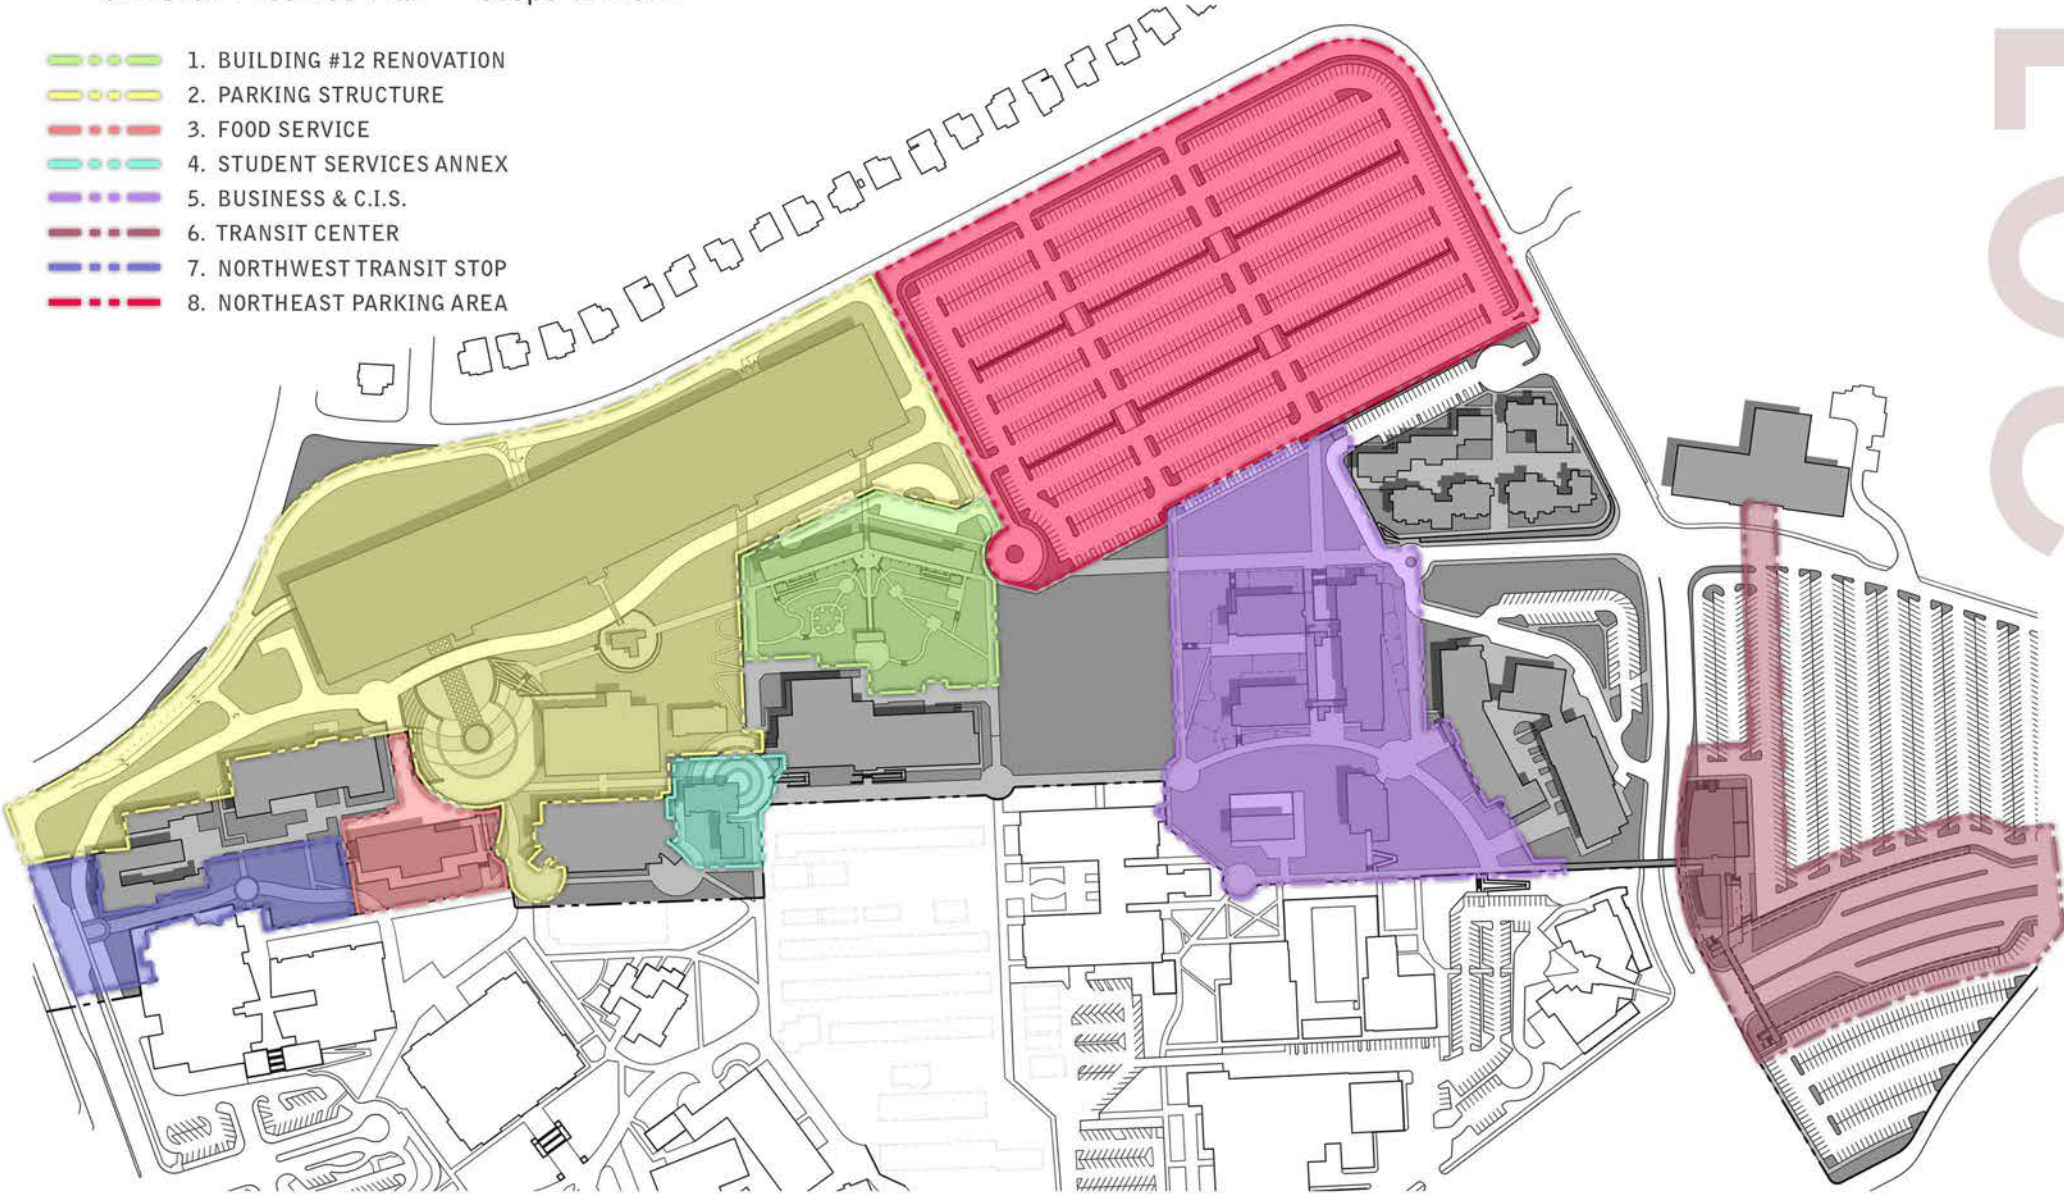 1. BUILDING #12 RENOVATION
2. PARKING STRUCTURE
3. FOOD SERVICE
4. STUDENT SERVICES ANNEX
5. BUSINESS & C.I.S.
6. TRANSIT CENTER
7. NORTHWEST TRANSIT STOP
8. NORTHEAST PARKING AREA